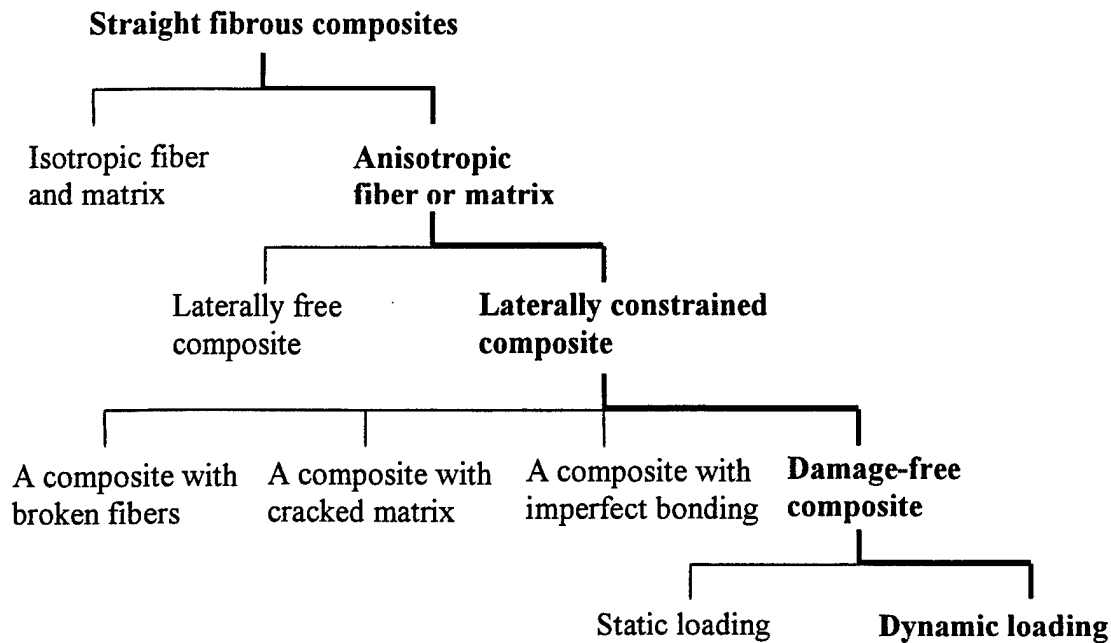 Straight fibrous composites
Isotropic fiber
and matrix
Anisotropic
fiber or matrix
Laterally free
composite
Laterally constrained
composite
A composite with
broken fibers
A composite with
cracked matrix
A composite with
imperfect bonding
Damage-free
composite
Static loading
Dynamic loading